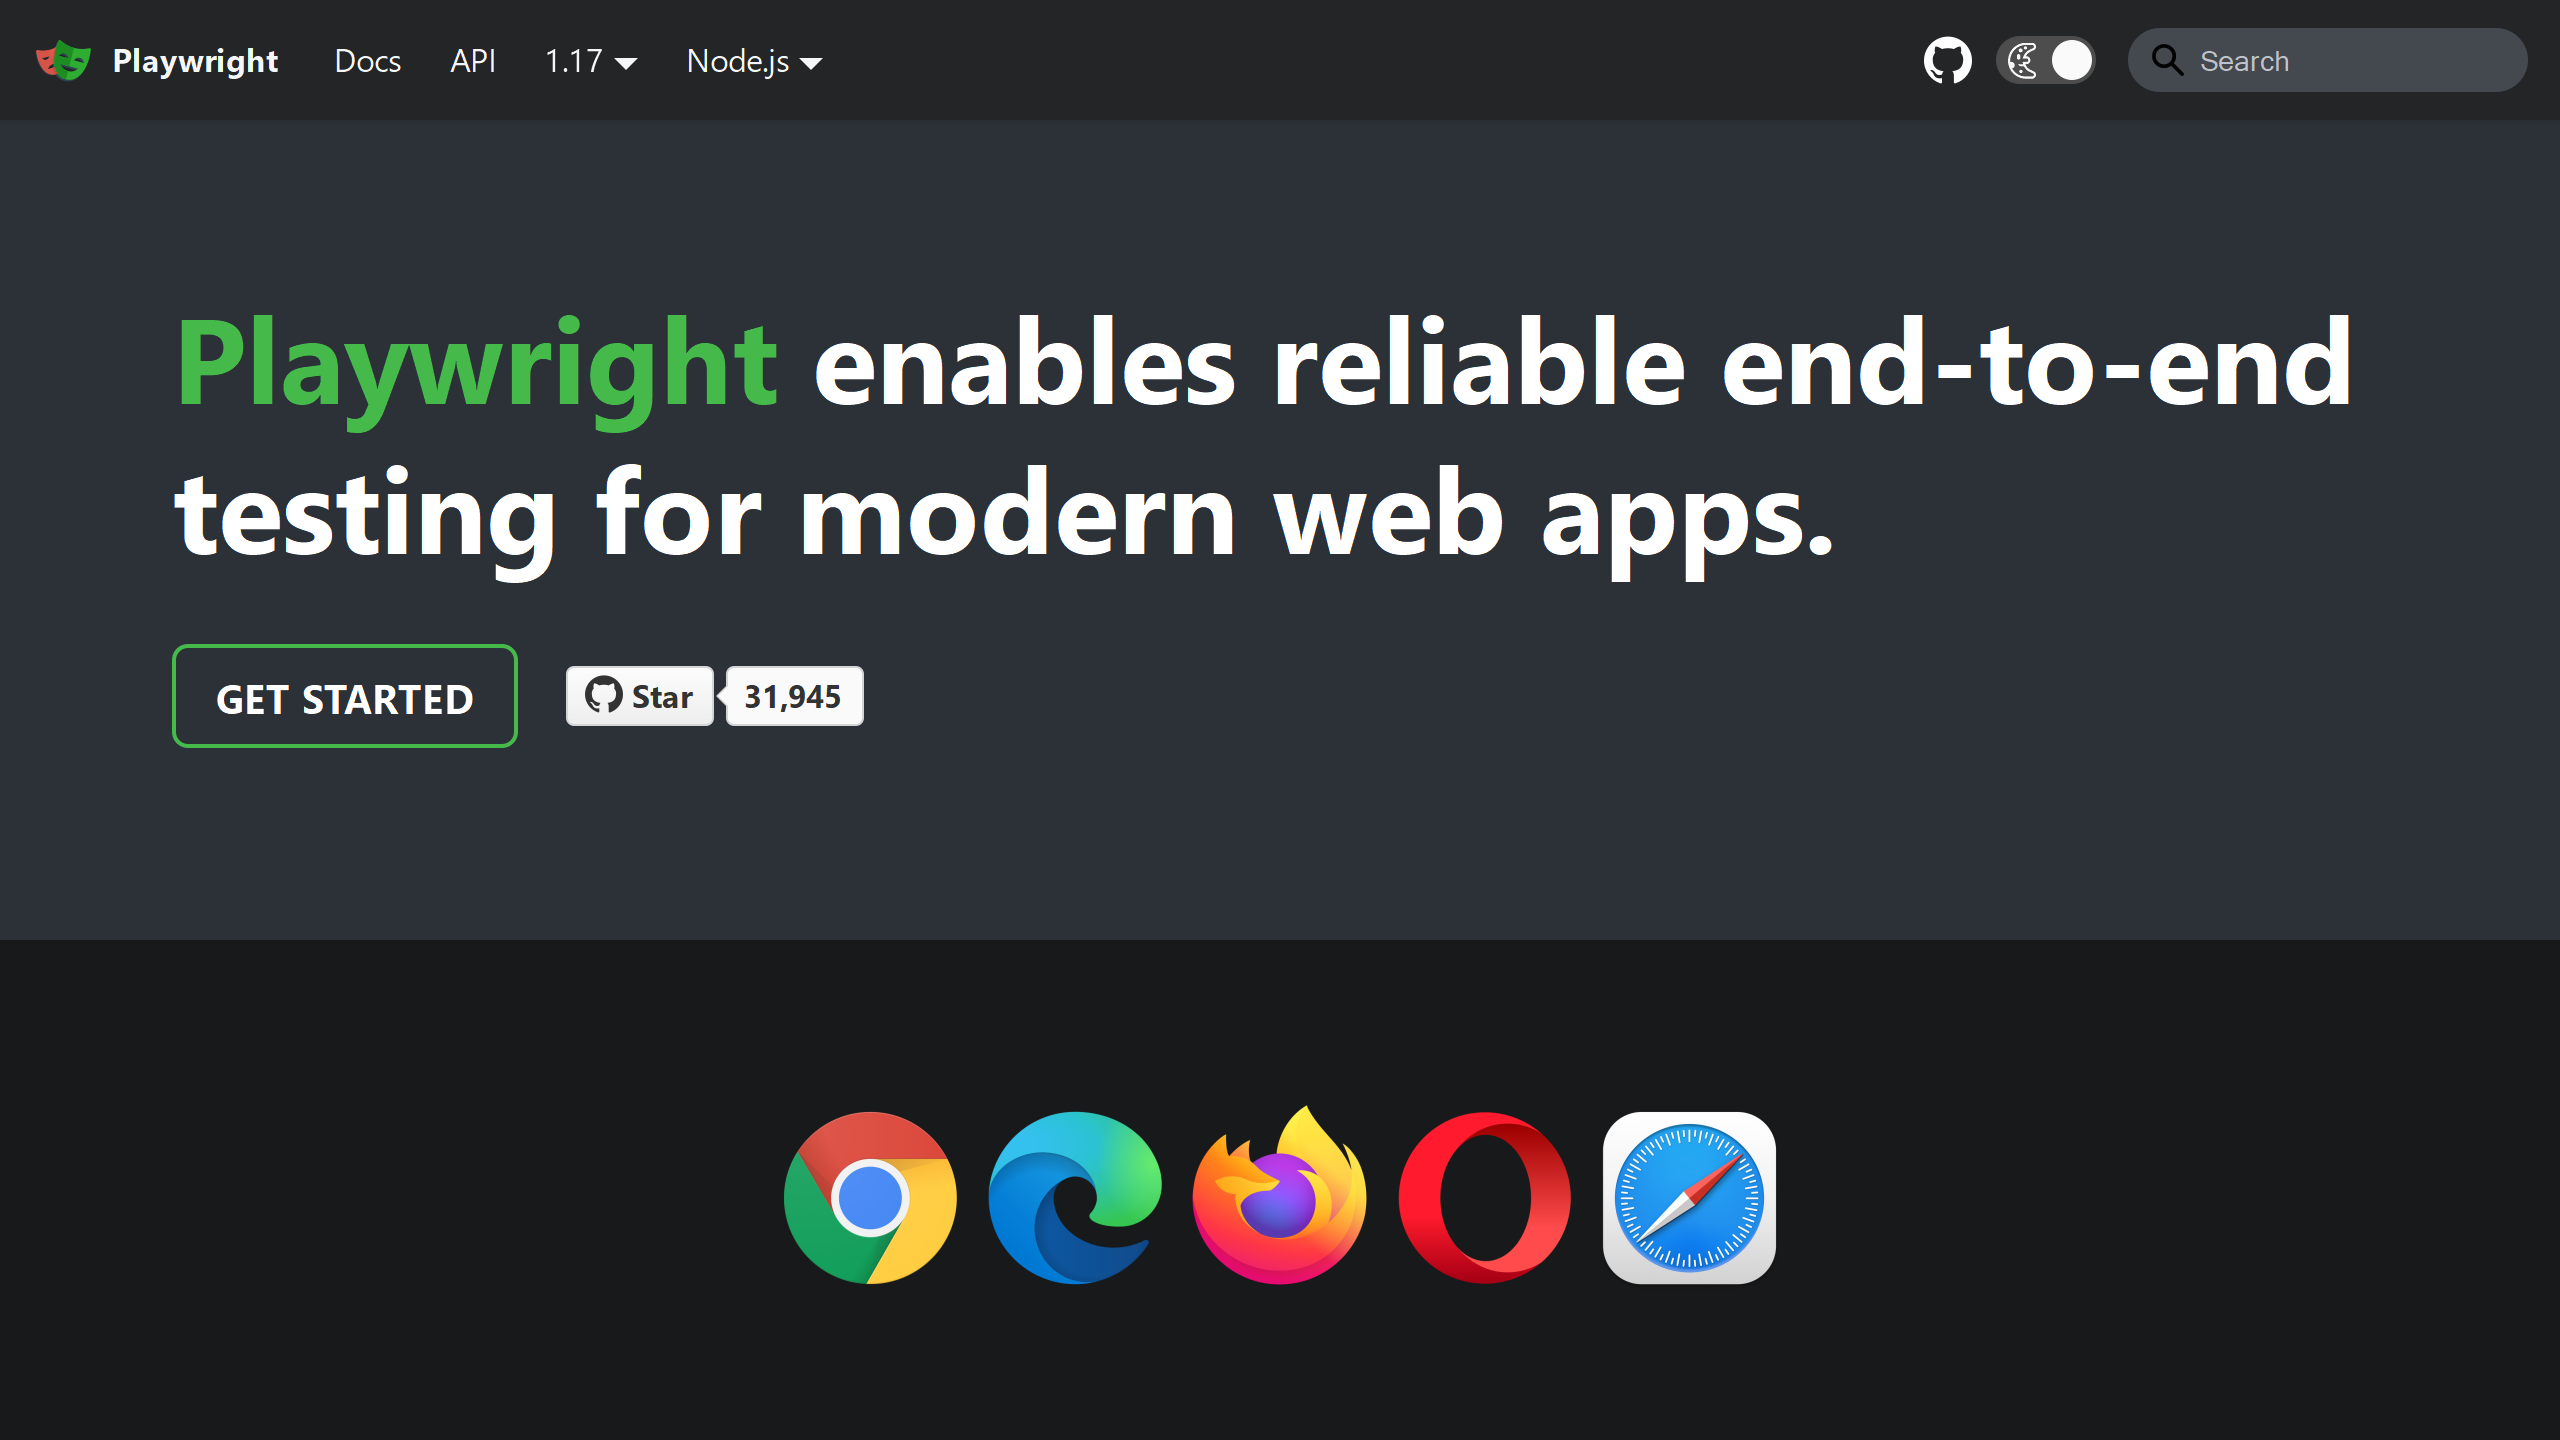 Playwright Docs API 1.17 Node.js Search
Playwright enables reliable end-to-end
testing for modern web apps.
GET STARTED Star 31,945